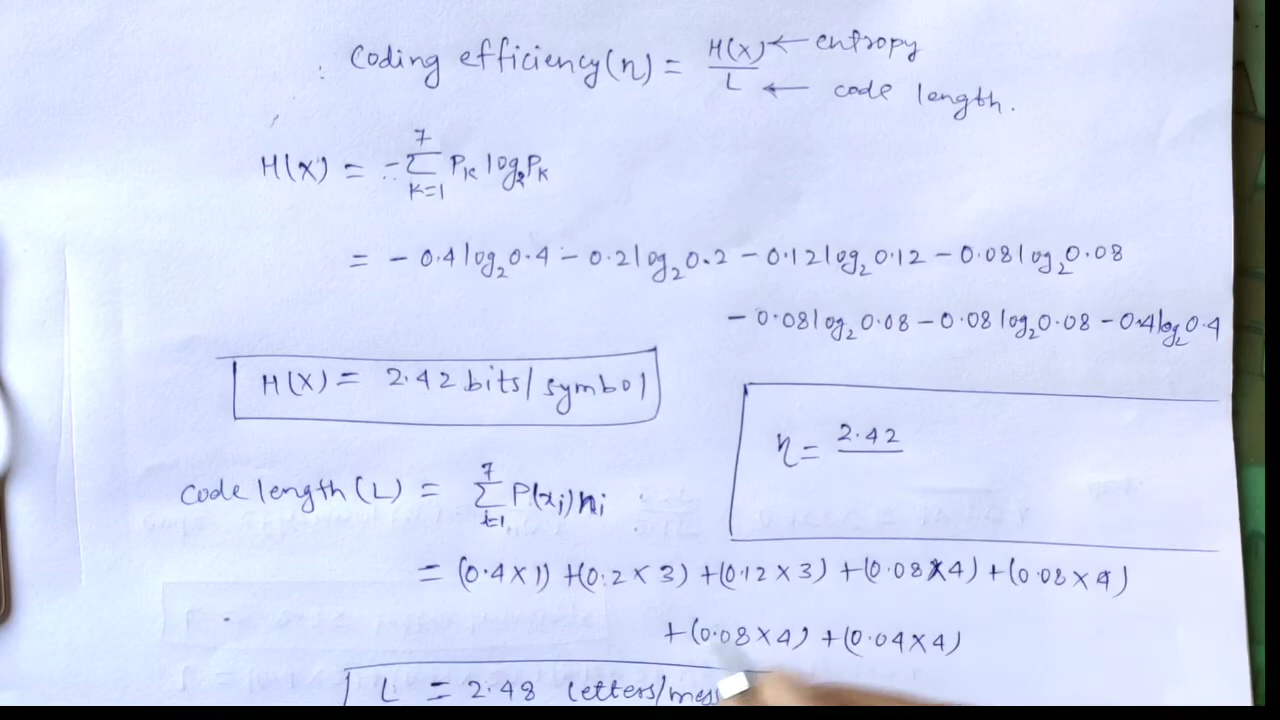 Coding efficiency(η) = H(X) ← entropy
L ← code length.
H(X) = - 7 Σ k=1 Pk log2 Pk
= - 0.4 log2 0.4 - 0.2 log2 0.2 - 0.12 log2 0.12 - 0.08 log2 0.08
- 0.08 log2 0.08 - 0.08 log2 0.08 - 0.4 log2 0.4
H(X) = 2.42 bits/symbol
η = 2.42
code length (L) = 7 Σ i=1 P(xi) ni
= (0.4 X 1) + (0.2 X 3) + (0.12 X 3) + (0.08 X 4) + (0.08 X 4)
+ (0.08 X 4) + (0.04 X 4)
L = 2.48 letters/mess